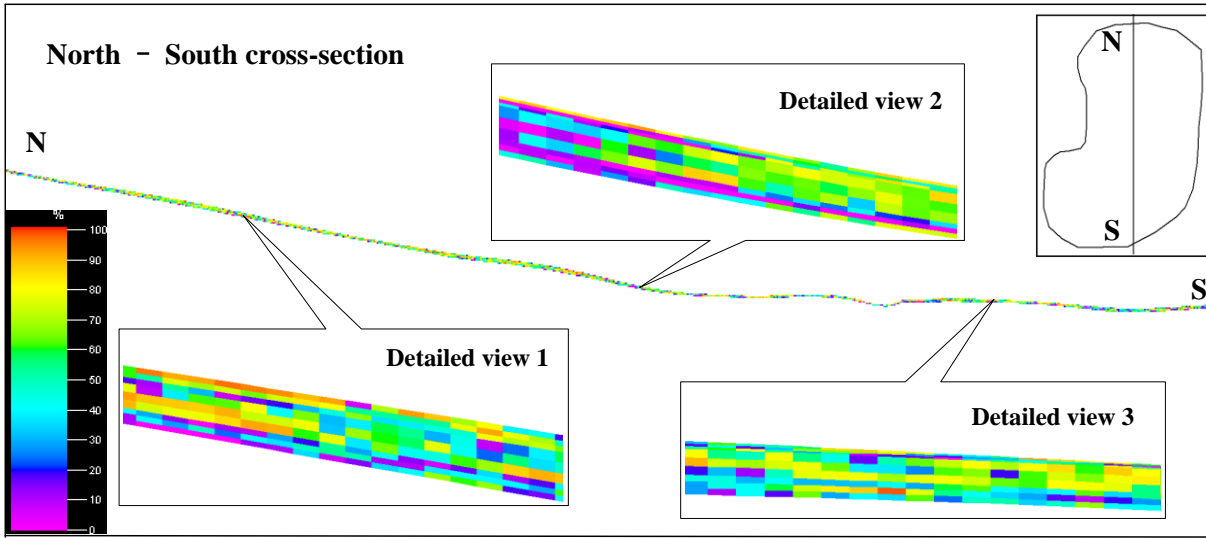 North – South cross-section
N
Detailed view 2
N
S
S
%
100
90
80
70
60
50
40
30
20
10
0
Detailed view 1
Detailed view 3